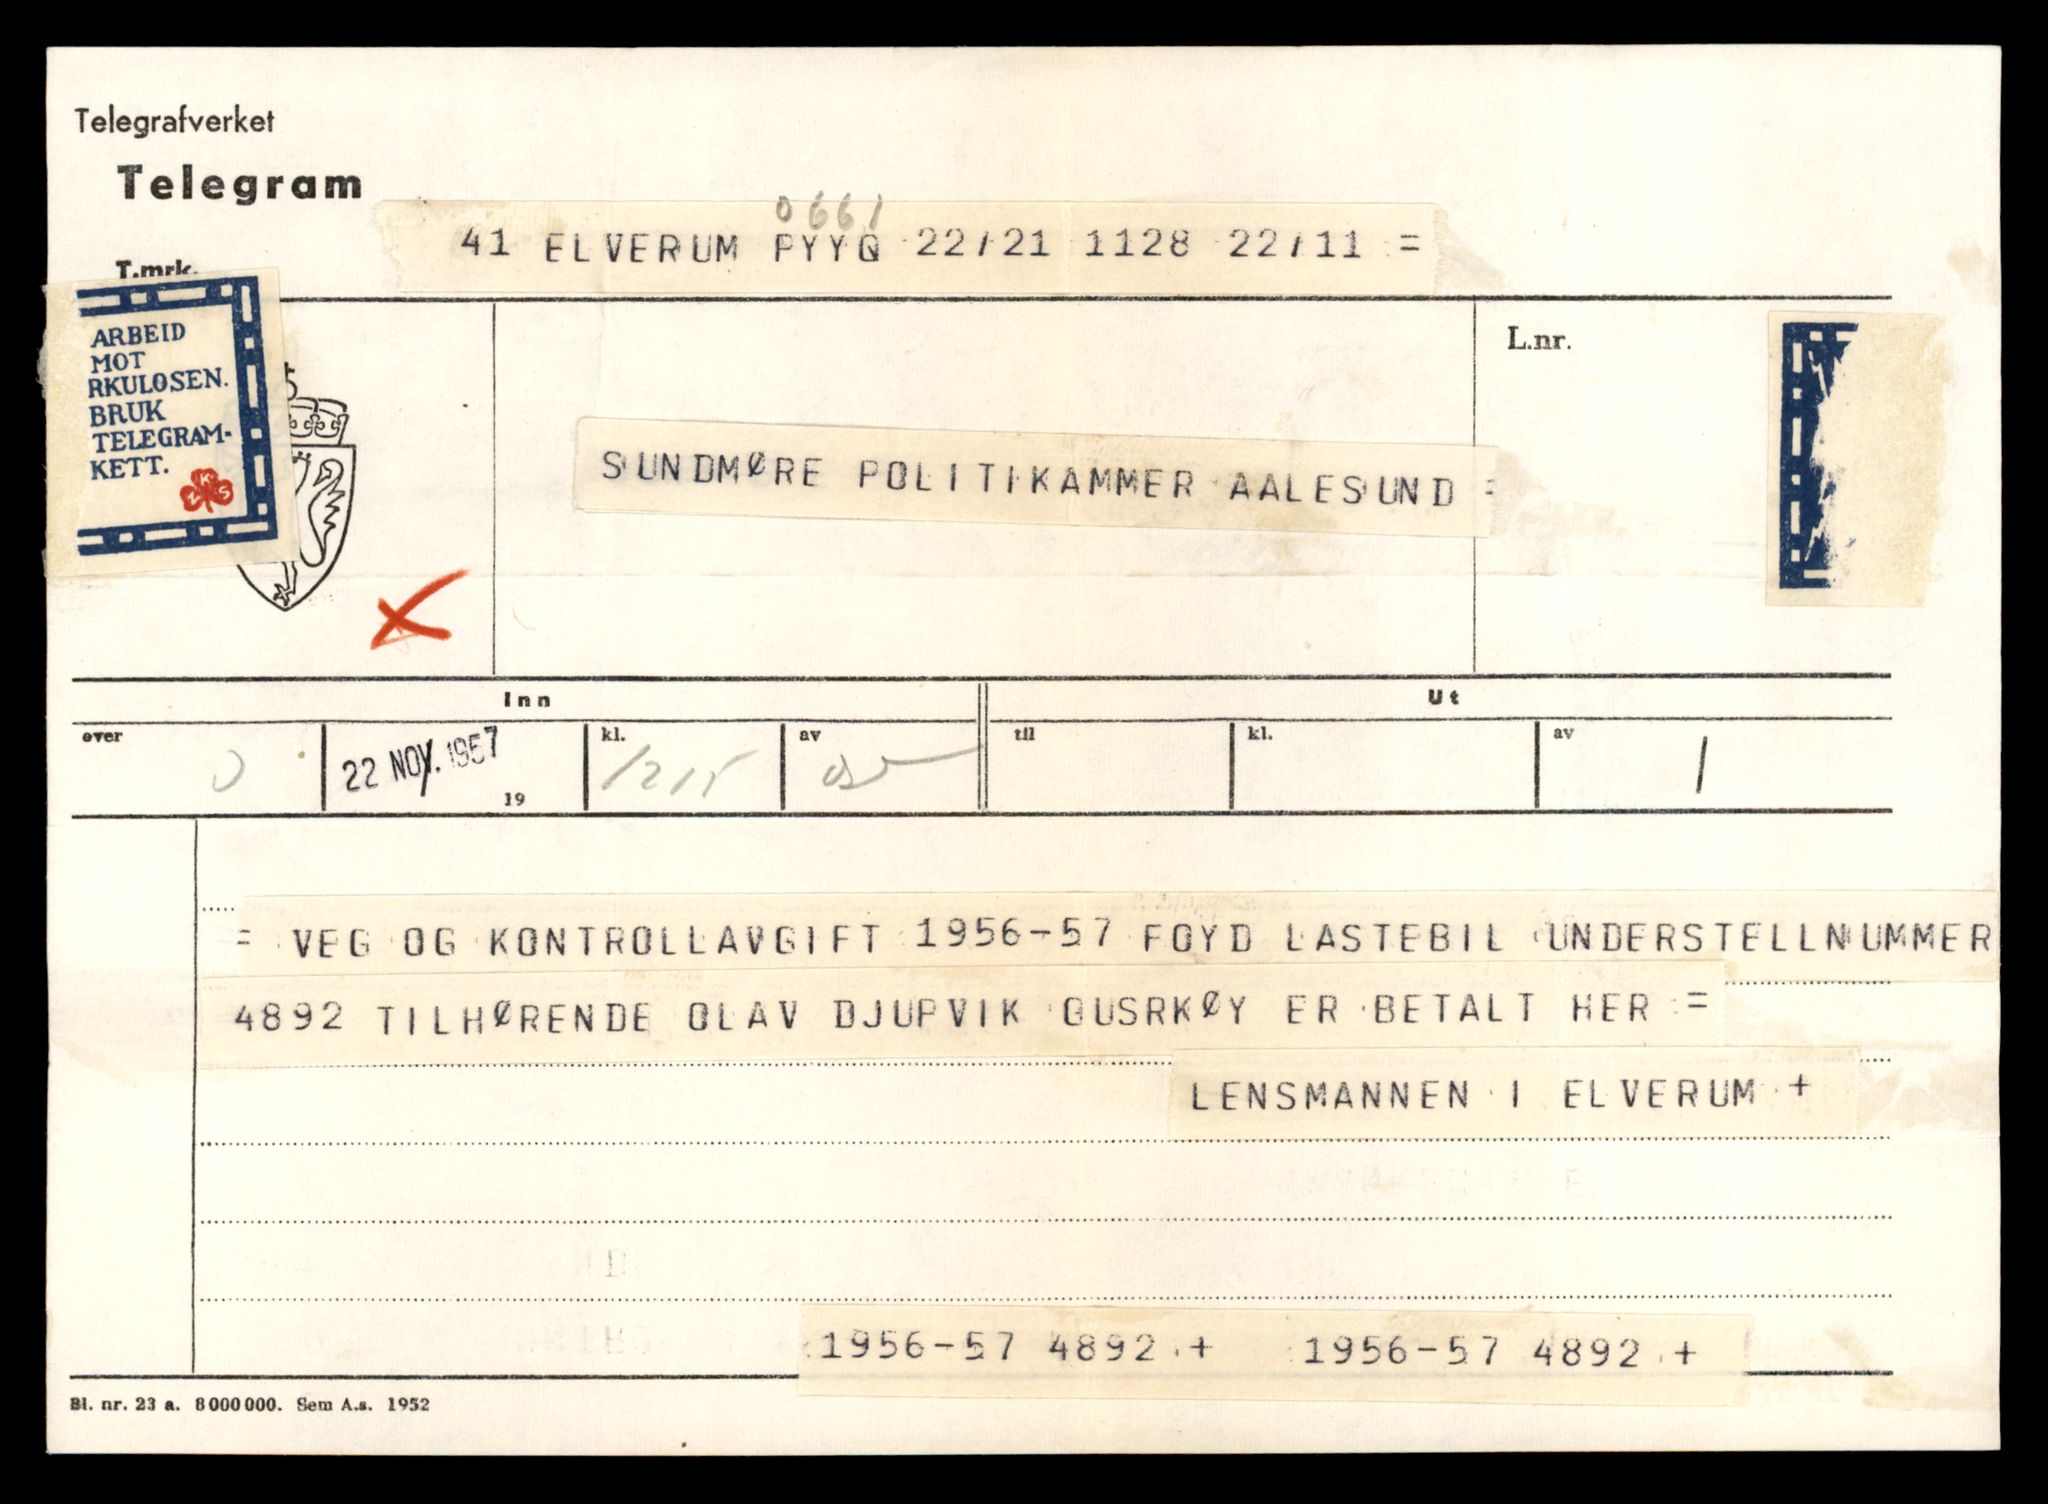 Telegrafverket
Telegram
0661
41 ELVERUM PYYQ 22/21 1128 22/11 =
T.mrk.
ARBEID
MOT
RKULOSEN.
BRUK
TELEGRAM-
KETT.
NKS
L.nr.
SUNDMØRE POLITIKAMMER AALESUND =
Inn
Ut
over
kl.
av
til
kl.
av
22 NOV. 1957
19
1215
= VEG OG KONTROLLAVGIFT 1956-57 FOYD LASTEBIL UNDERSTELLNUMMER
4892 TILHØRENDE OLAV DJUPVIK GUSRKØY ER BETALT HER =
LENSMANNEN I ELVERUM +
1956-57 4892 + 1956-57 4892 +
Bl. nr. 23 a. 8000000. Sem A.s. 1952